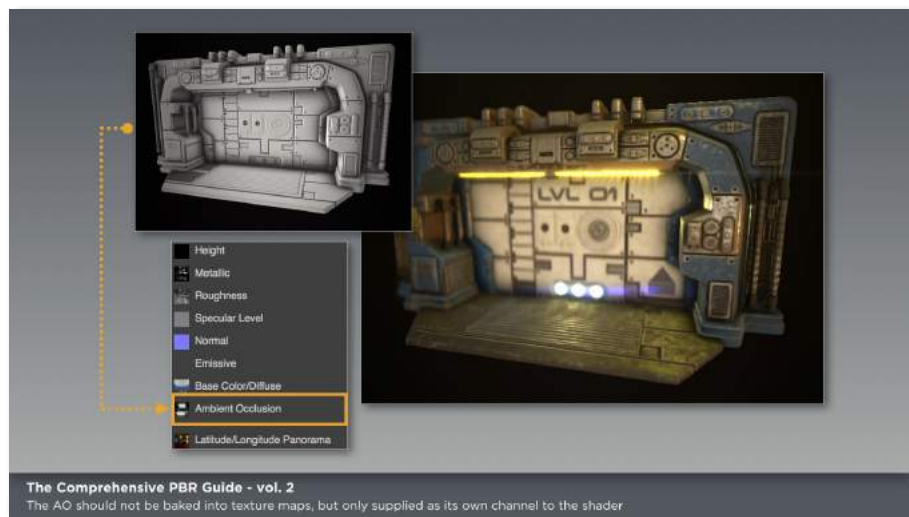 LVL 01
Height
Metallic
Roughness
Specular Level
Normal
Emissive
Base Color/Diffuse
Ambient Occlusion
Latitude/Longitude Panorama
The Comprehensive PBR Guide - vol. 2
The AO should not be baked into texture maps, but only supplied as its own channel to the shader